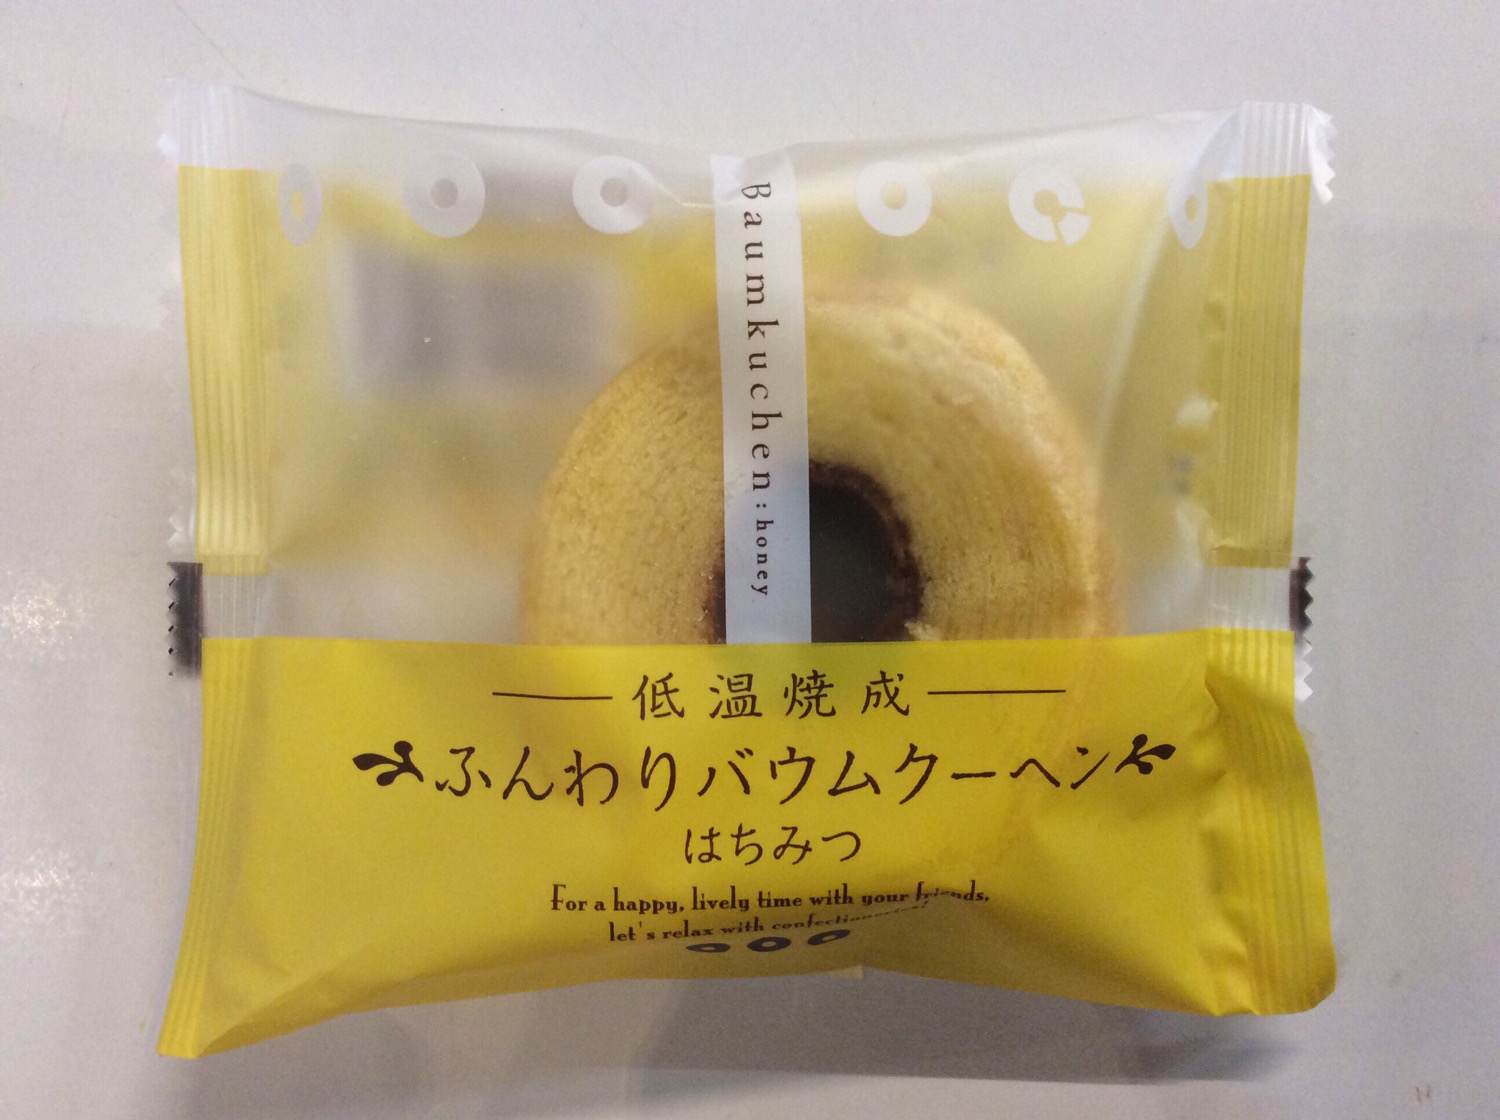 Baumkuchen: honey
低温焼成
ふんわりバウムクーヘン
はちみつ
For a happy, lively time with your friends,
let's relax with